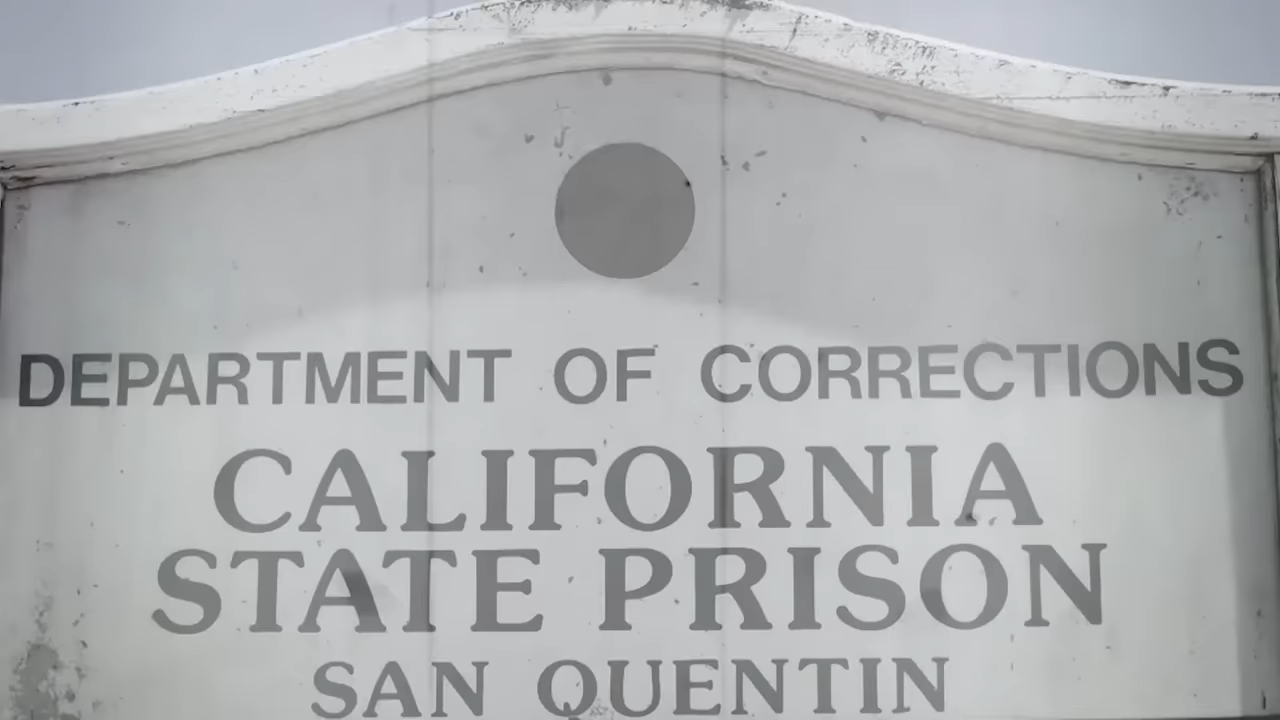 DEPARTMENT OF CORRECTIONS
CALIFORNIA
STATE PRISON
SAN QUENTIN